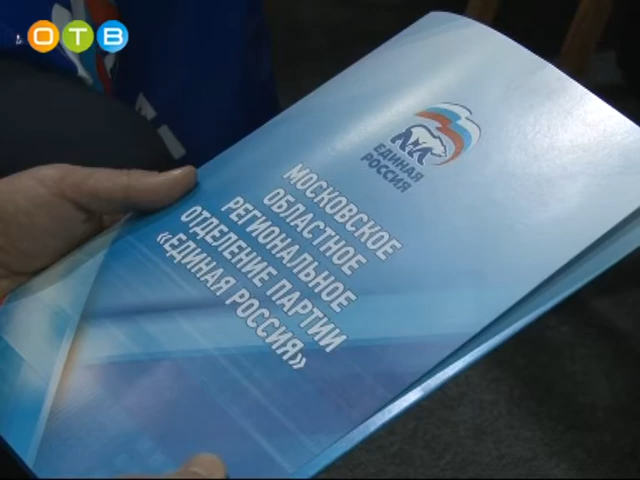 ОТВ
ЕДИНАЯ
РОССИЯ
МОСКОВСКОЕ
ОБЛАСТНОЕ
РЕГИОНАЛЬНОЕ
ОТДЕЛЕНИЕ ПАРТИИ
«ЕДИНАЯ РОССИЯ»